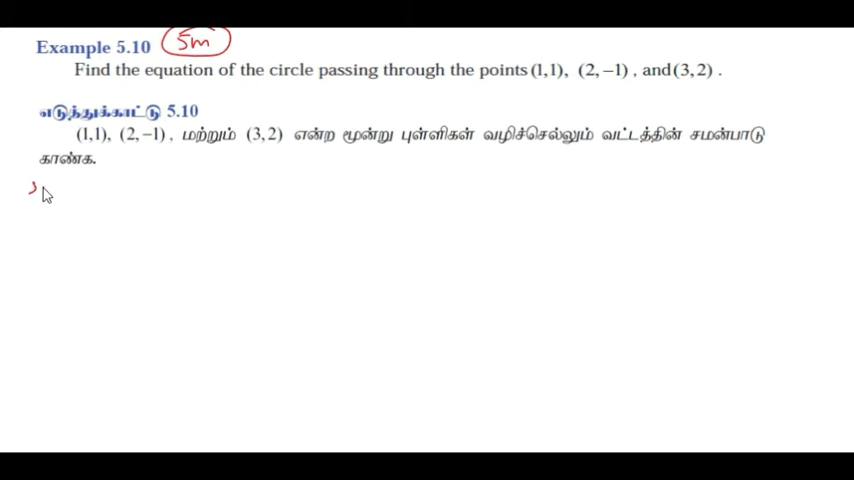 Example 5.10 5m
Find the equation of the circle passing through the points (1,1), (2,−1), and (3,2).
எடுத்துக்காட்டு 5.10
(1,1), (2,−1), மற்றும் (3,2) என்ற மூன்று புள்ளிகள் வழிச்செல்லும் வட்டத்தின் சமன்பாடு
காண்க.